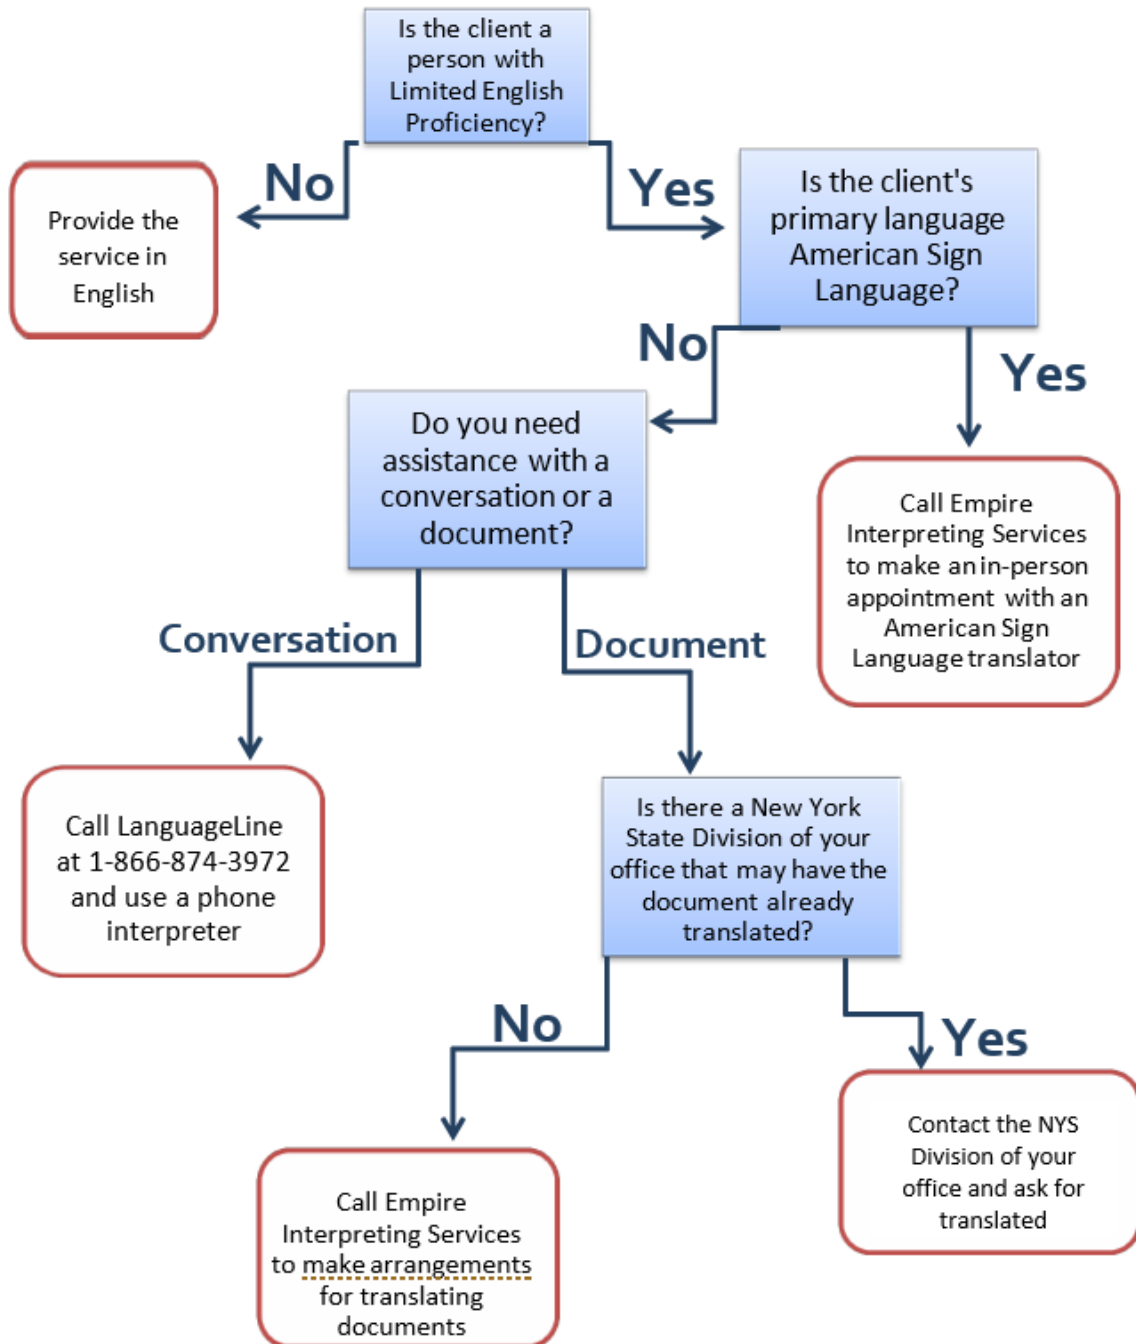 Is the client a
person with
Limited English
Proficiency?
No
Yes
Provide the
service in
English
Is the client's
primary language
American Sign
Language?
No
Yes
Do you need
assistance with a
conversation or a
document?
Call Empire
Interpreting Services
to make an in-person
appointment with an
American Sign
Language translator
Conversation
Document
Call LanguageLine
at 1-866-874-3972
and use a phone
interpreter
Is there a New York
State Division of your
office that may have the
document already
translated?
No
Yes
Call Empire
Interpreting Services
to make arrangements
for translating
documents
Contact the NYS
Division of your
office and ask for
translated